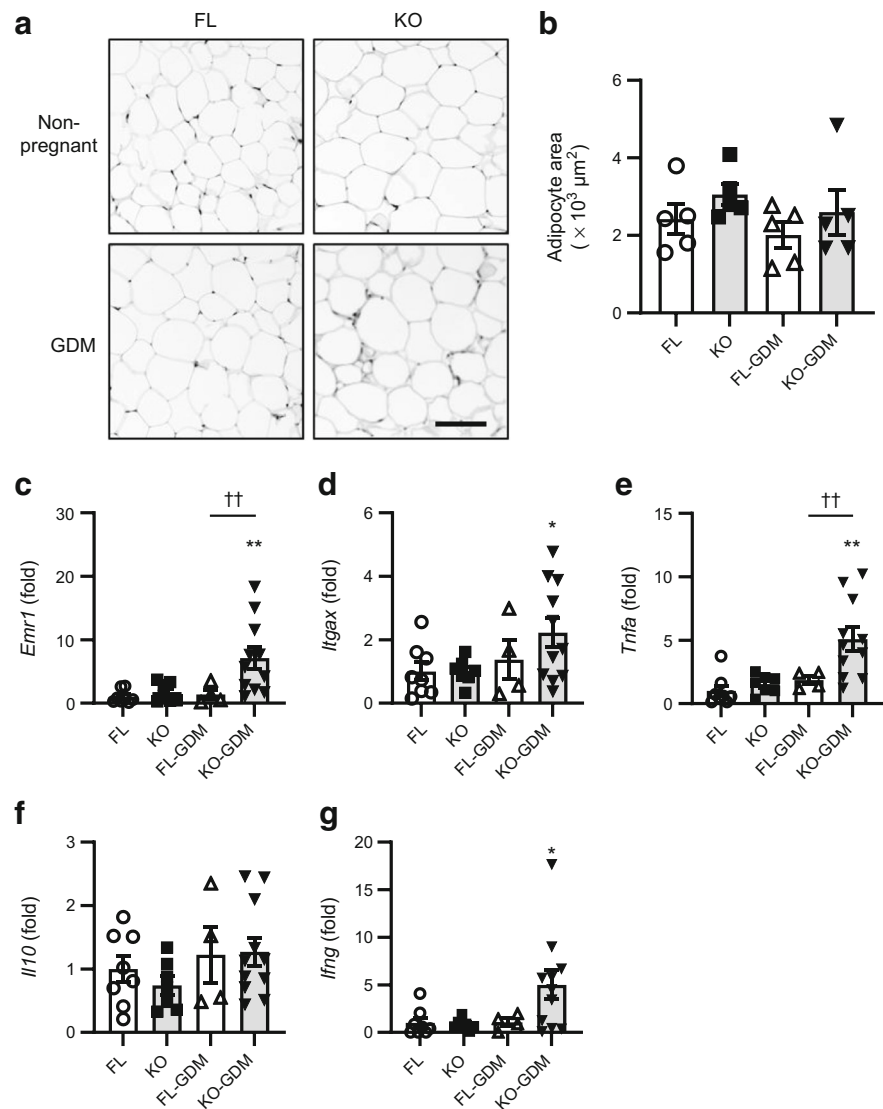 a
FL
KO
Non-
pregnant
GDM
b
Adipocyte area
( × 10³ µm²)
6
4
2
0
FL
KO
FL-GDM
KO-GDM
c
††
**
Emr1 (fold)
30
20
10
0
FL
KO
FL-GDM
KO-GDM
d
*
Itgax (fold)
6
4
2
0
FL
KO
FL-GDM
KO-GDM
e
††
**
Tnfa (fold)
15
10
5
0
FL
KO
FL-GDM
KO-GDM
f
Il10 (fold)
3
2
1
0
FL
KO
FL-GDM
KO-GDM
g
*
Ifng (fold)
20
15
10
5
0
FL
KO
FL-GDM
KO-GDM